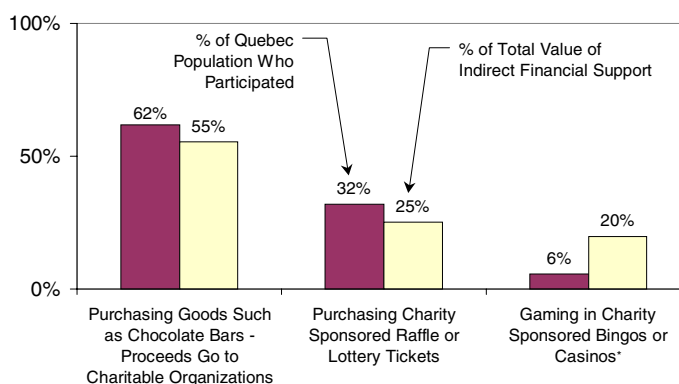 100%
% of Quebec
Population Who
Participated
% of Total Value of
Indirect Financial Support
62%
55%
50%
32%
25%
20%
6%
0%
Purchasing Goods Such
as Chocolate Bars -
Proceeds Go to
Charitable Organizations
Purchasing Charity
Sponsored Raffle or
Lottery Tickets
Gaming in Charity
Sponsored Bingos or
Casinos*